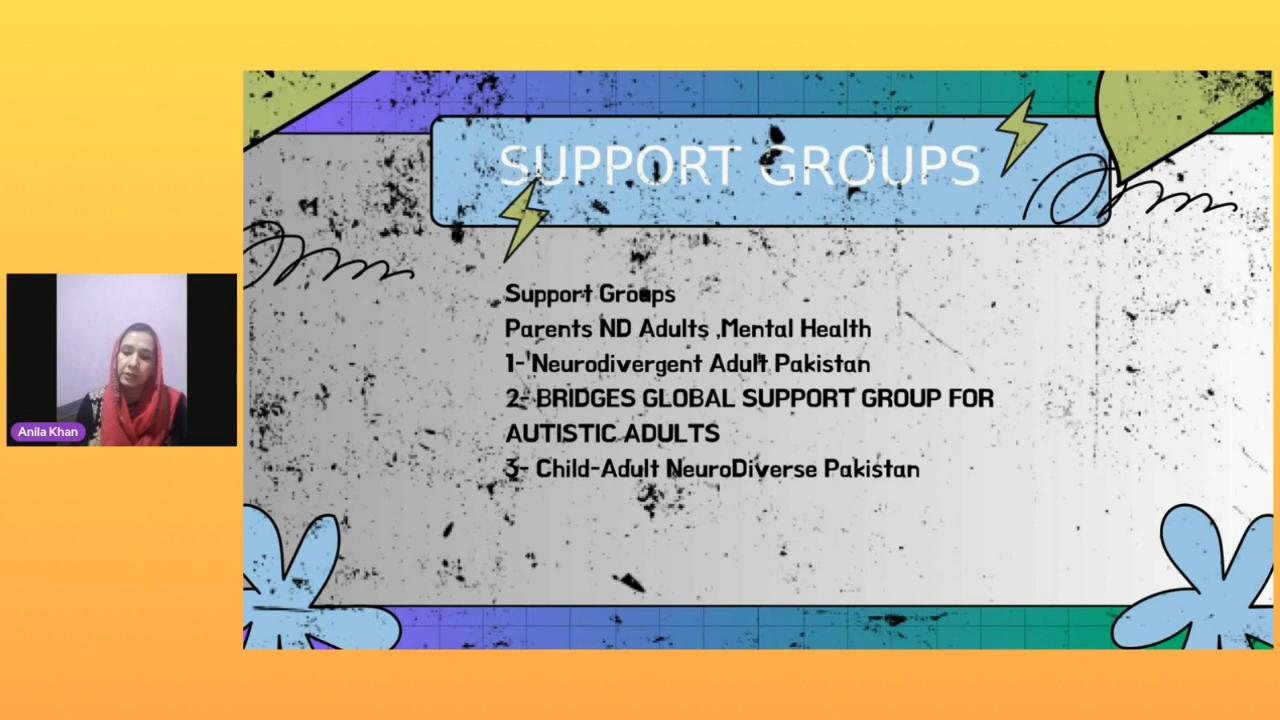 SUPPORT GROUPS
Support Groups
Parents ND Adults ,Mental Health
1- Neurodivergent Adult Pakistan
2- BRIDGES GLOBAL SUPPORT GROUP FOR
AUTISTIC ADULTS
3- Child-Adult NeuroDiverse Pakistan
Anila Khan